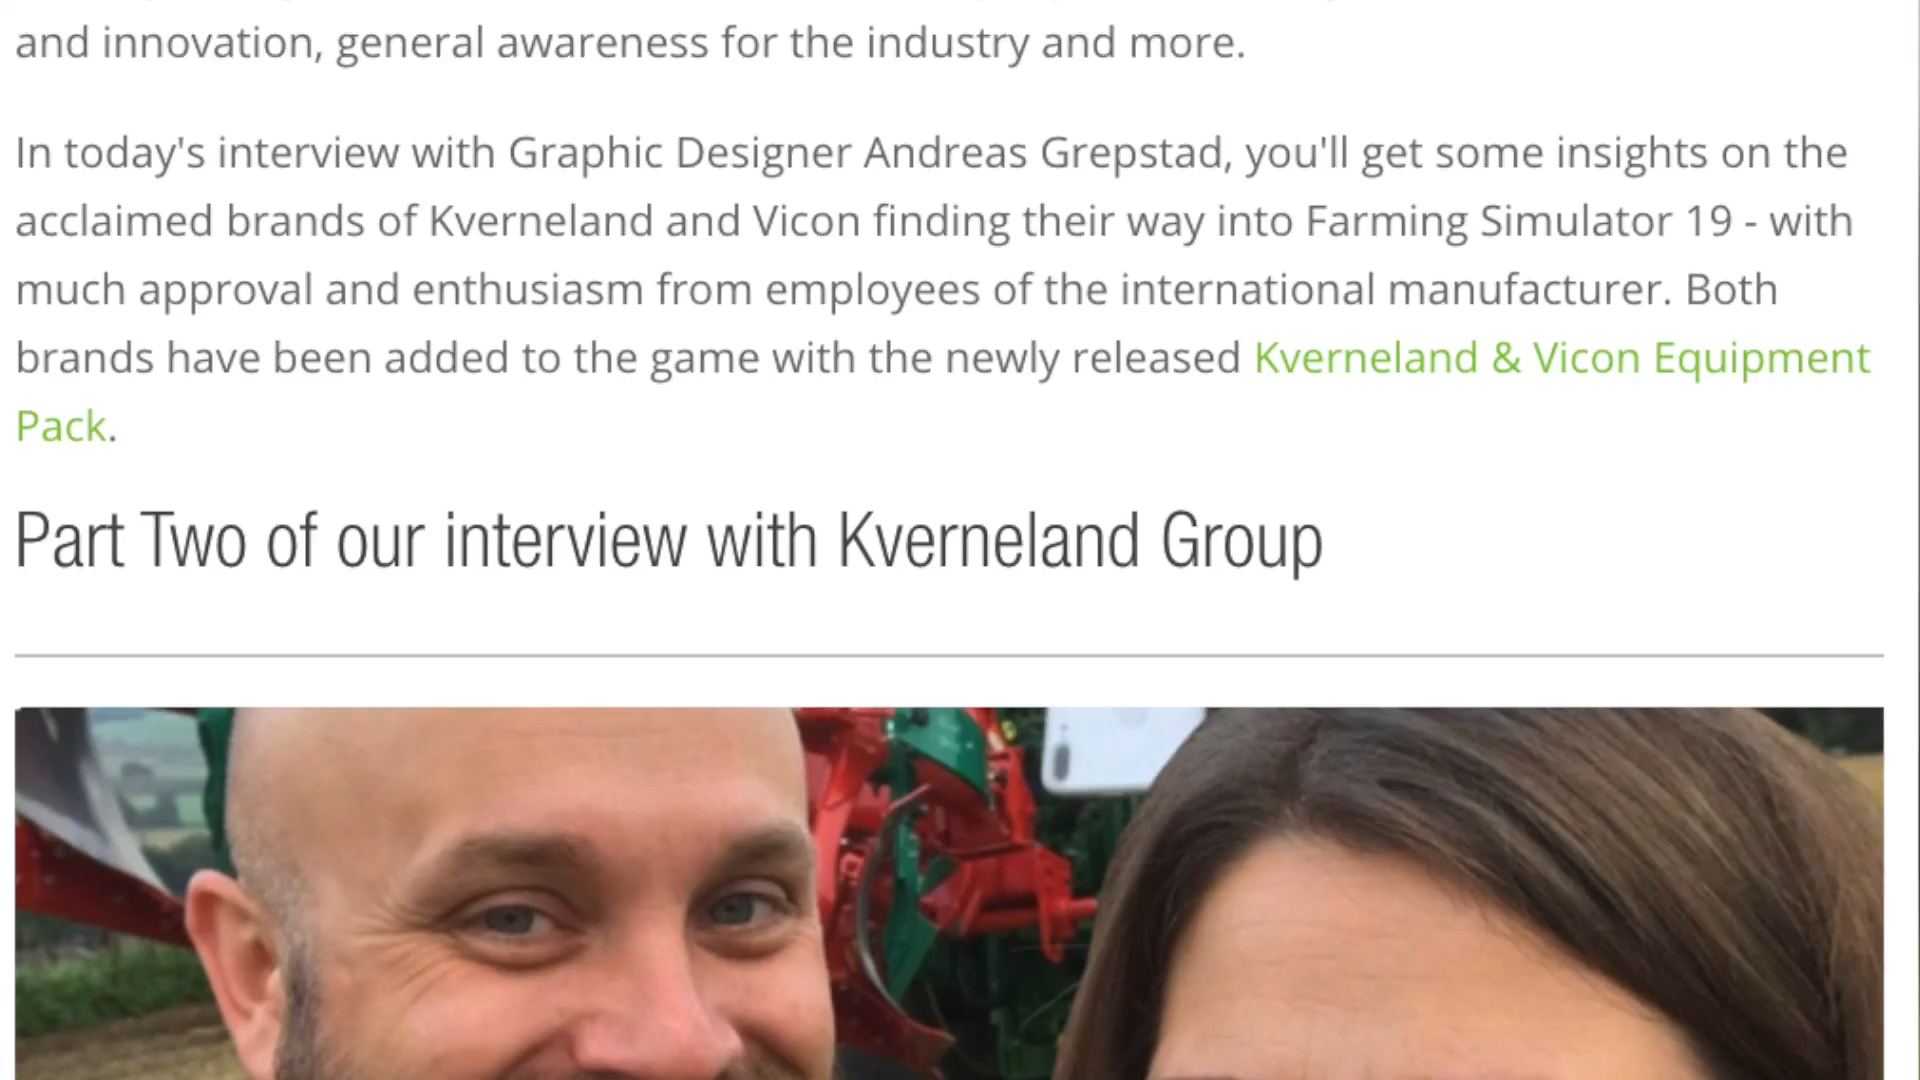 and innovation, general awareness for the industry and more.
In today's interview with Graphic Designer Andreas Grepstad, you'll get some insights on the
acclaimed brands of Kverneland and Vicon finding their way into Farming Simulator 19 - with
much approval and enthusiasm from employees of the international manufacturer. Both
brands have been added to the game with the newly released Kverneland & Vicon Equipment
Pack.
Part Two of our interview with Kverneland Group